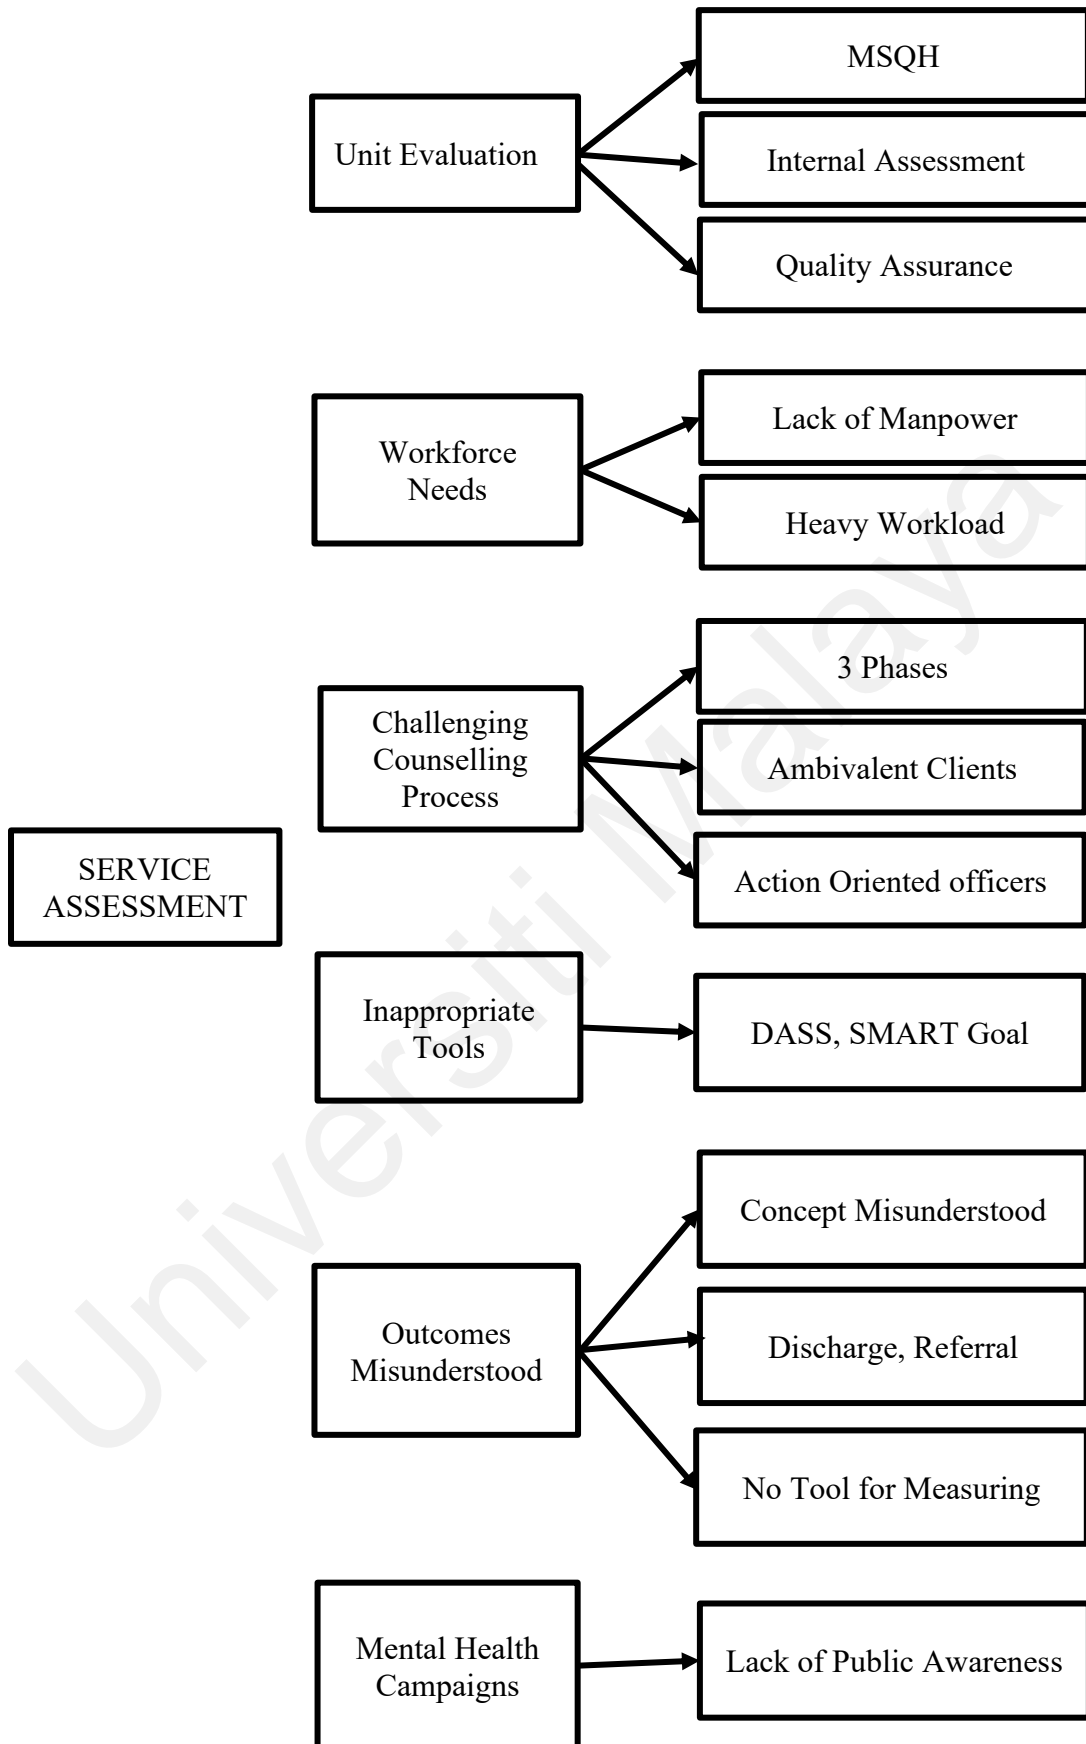 MSQH
Unit Evaluation
Internal Assessment
Quality Assurance
Workforce
Needs
Lack of Manpower
Heavy Workload
Challenging
Counselling
Process
3 Phases
Ambivalent Clients
Action Oriented officers
SERVICE
ASSESSMENT
Inappropriate
Tools
DASS, SMART Goal
Outcomes
Misunderstood
Concept Misunderstood
Discharge, Referral
No Tool for Measuring
Mental Health
Campaigns
Lack of Public Awareness
Universiti Malaya